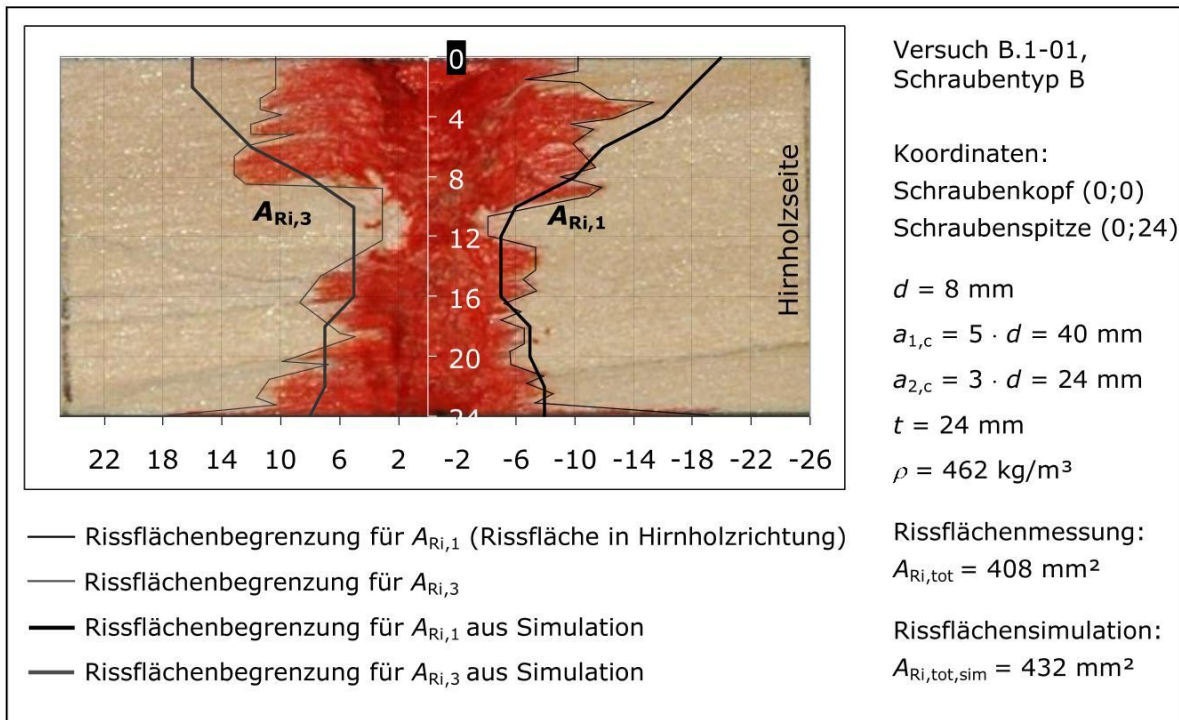 0
4
8
12
16
20
24
22 18 14 10 6 2 -2 -6 -10 -14 -18 -22 -26
A_Ri,3
A_Ri,1
Hirnholzseite
Rissflächenbegrenzung für A_Ri,1 (Rissfläche in Hirnholzrichtung)
Rissflächenbegrenzung für A_Ri,3
Rissflächenbegrenzung für A_Ri,1 aus Simulation
Rissflächenbegrenzung für A_Ri,3 aus Simulation
Versuch B.1-01,
Schraubentyp B
Koordinaten:
Schraubenkopf (0;0)
Schraubenspitze (0;24)
d = 8 mm
a_1,c = 5 · d = 40 mm
a_2,c = 3 · d = 24 mm
t = 24 mm
ρ = 462 kg/m³
Rissflächenmessung:
A_Ri,tot = 408 mm²
Rissflächensimulation:
A_Ri,tot,sim = 432 mm²